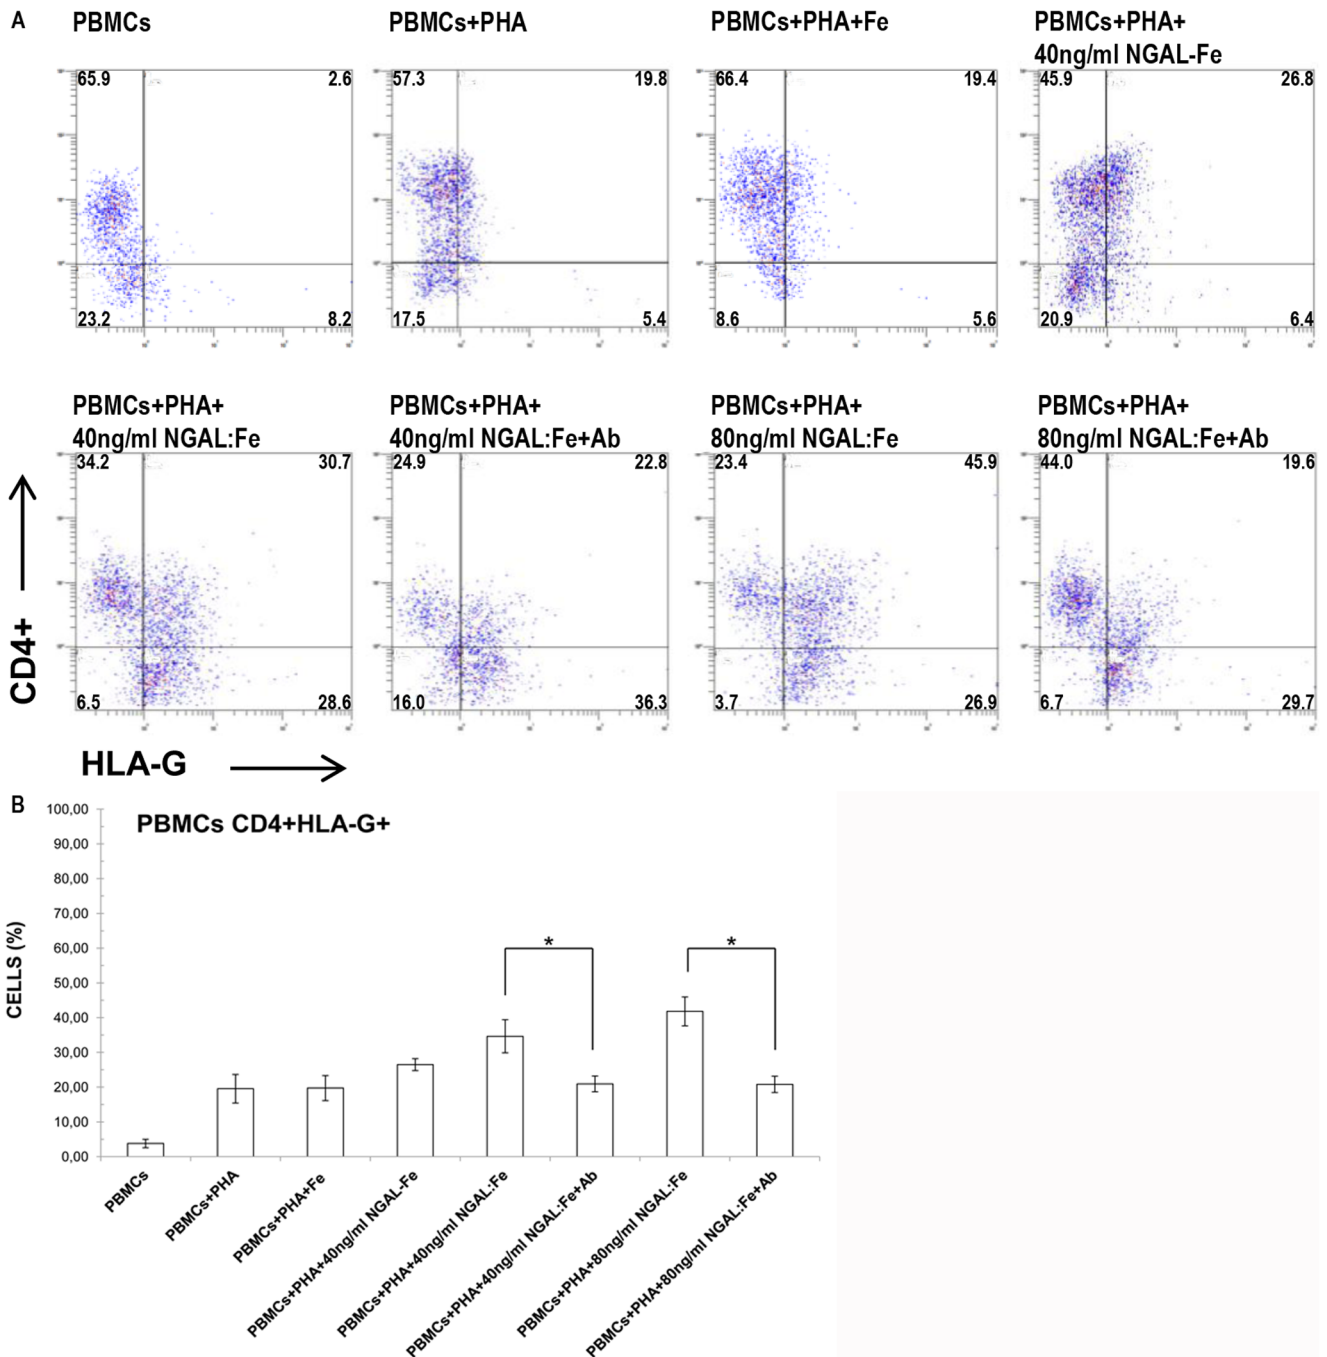 A
PBMCs
PBMCs+PHA
PBMCs+PHA+Fe
PBMCs+PHA+
40ng/ml NGAL-Fe
65.9 2.6
23.2 8.2
57.3 19.8
17.5 5.4
66.4 19.4
8.6 5.6
45.9 26.8
20.9 6.4
PBMCs+PHA+
40ng/ml NGAL:Fe
PBMCs+PHA+
40ng/ml NGAL:Fe+Ab
PBMCs+PHA+
80ng/ml NGAL:Fe
PBMCs+PHA+
80ng/ml NGAL:Fe+Ab
34.2 30.7
6.5 28.6
24.9 22.8
16.0 36.3
23.4 45.9
3.7 26.9
44.0 19.6
6.7 29.7
CD4+
HLA-G
B
PBMCs CD4+HLA-G+
CELLS (%)
100,00
90,00
80,00
70,00
60,00
50,00
40,00
30,00
20,00
10,00
0,00
*
*
PBMCs
PBMCs+PHA
PBMCs+PHA+Fe
PBMCs+PHA+40ng/ml NGAL-Fe
PBMCs+PHA+40ng/ml NGAL:Fe
PBMCs+PHA+40ng/ml NGAL:Fe+Ab
PBMCs+PHA+80ng/ml NGAL:Fe
PBMCs+PHA+80ng/ml NGAL:Fe+Ab